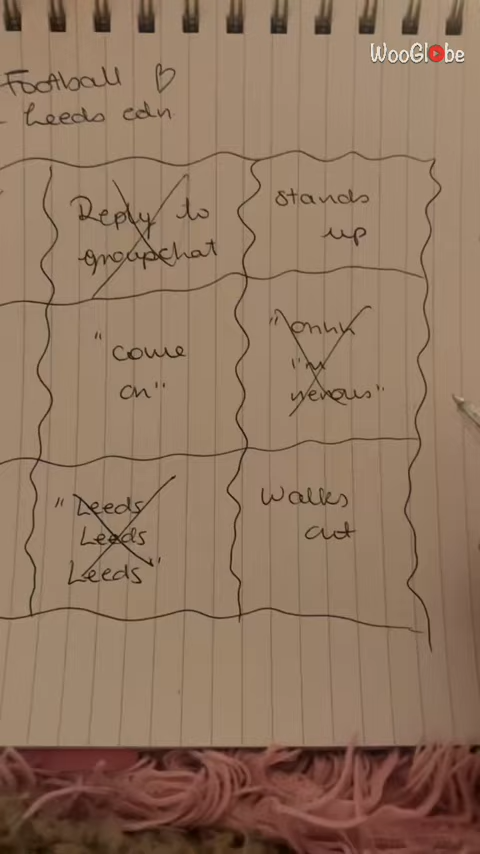 WooGlobe
Football ♡
- Leeds edn
Reply to
groupchat
stands
up
"come
on"
"ohhh
i'm
nervous"
"Leeds
Leeds
Leeds"
Walks
out